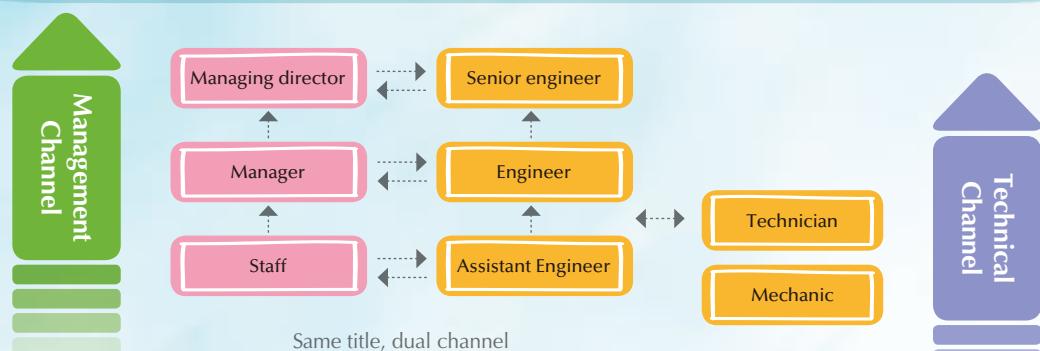 Management
Channel
Managing director
Senior engineer
Manager
Engineer
Staff
Assistant Engineer
Technician
Mechanic
Technical
Channel
Same title, dual channel